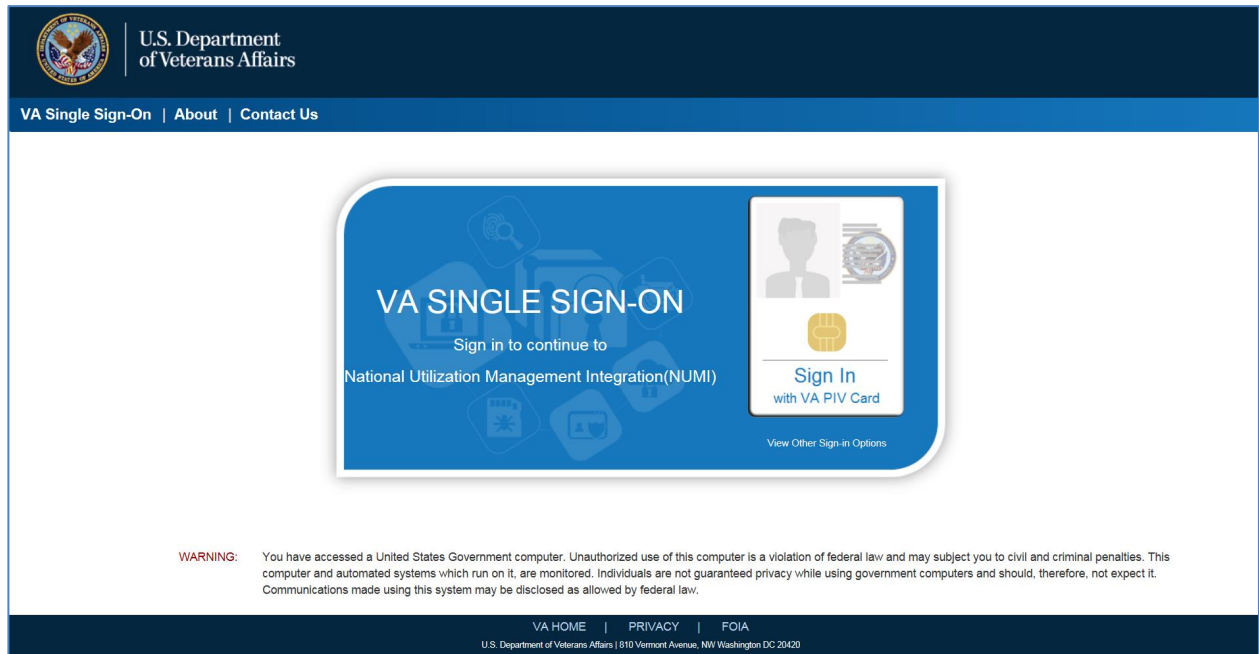 U.S. Department
of Veterans Affairs
VA Single Sign-On | About | Contact Us
VA SINGLE SIGN-ON
Sign in to continue to
National Utilization Management Integration(NUMI)
Sign In
with VA PIV Card
View Other Sign-in Options
WARNING: You have accessed a United States Government computer. Unauthorized use of this computer is a violation of federal law and may subject you to civil and criminal penalties. This
computer and automated systems which run on it, are monitored. Individuals are not guaranteed privacy while using government computers and should, therefore, not expect it.
Communications made using this system may be disclosed as allowed by federal law.
VA HOME | PRIVACY | FOIA
U.S. Department of Veterans Affairs | 810 Vermont Avenue, NW Washington DC 20420